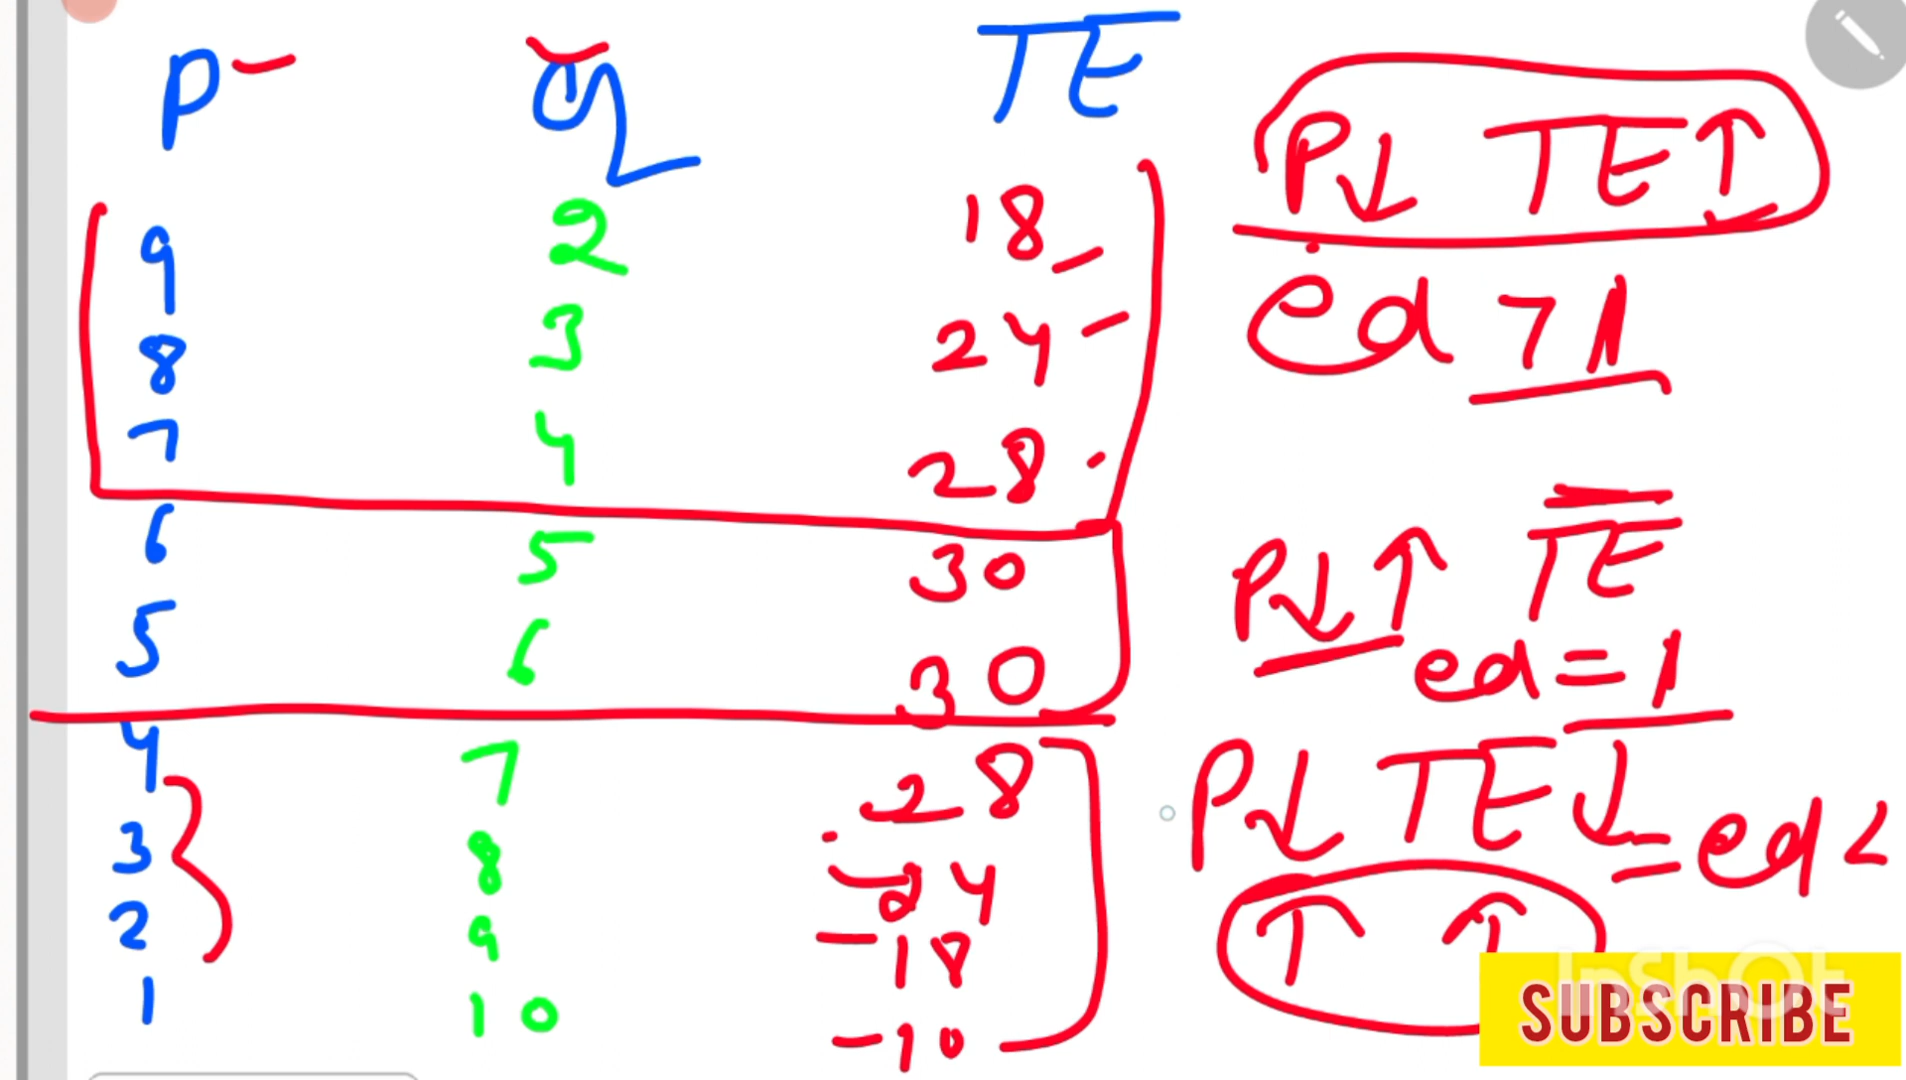 P - Q TE
9 2 18 -
8 3 24 -
7 4 28 .
6 5 30
5 6 30
4 7 28
3 8 - 24
2 9 - 18
1 10 - 10
P↓ TE↑
ed > 1
P↓↑ TE
ed = 1
P↓ TE↓ = ed <
↑ ↑
InShOt
SUBSCRIBE